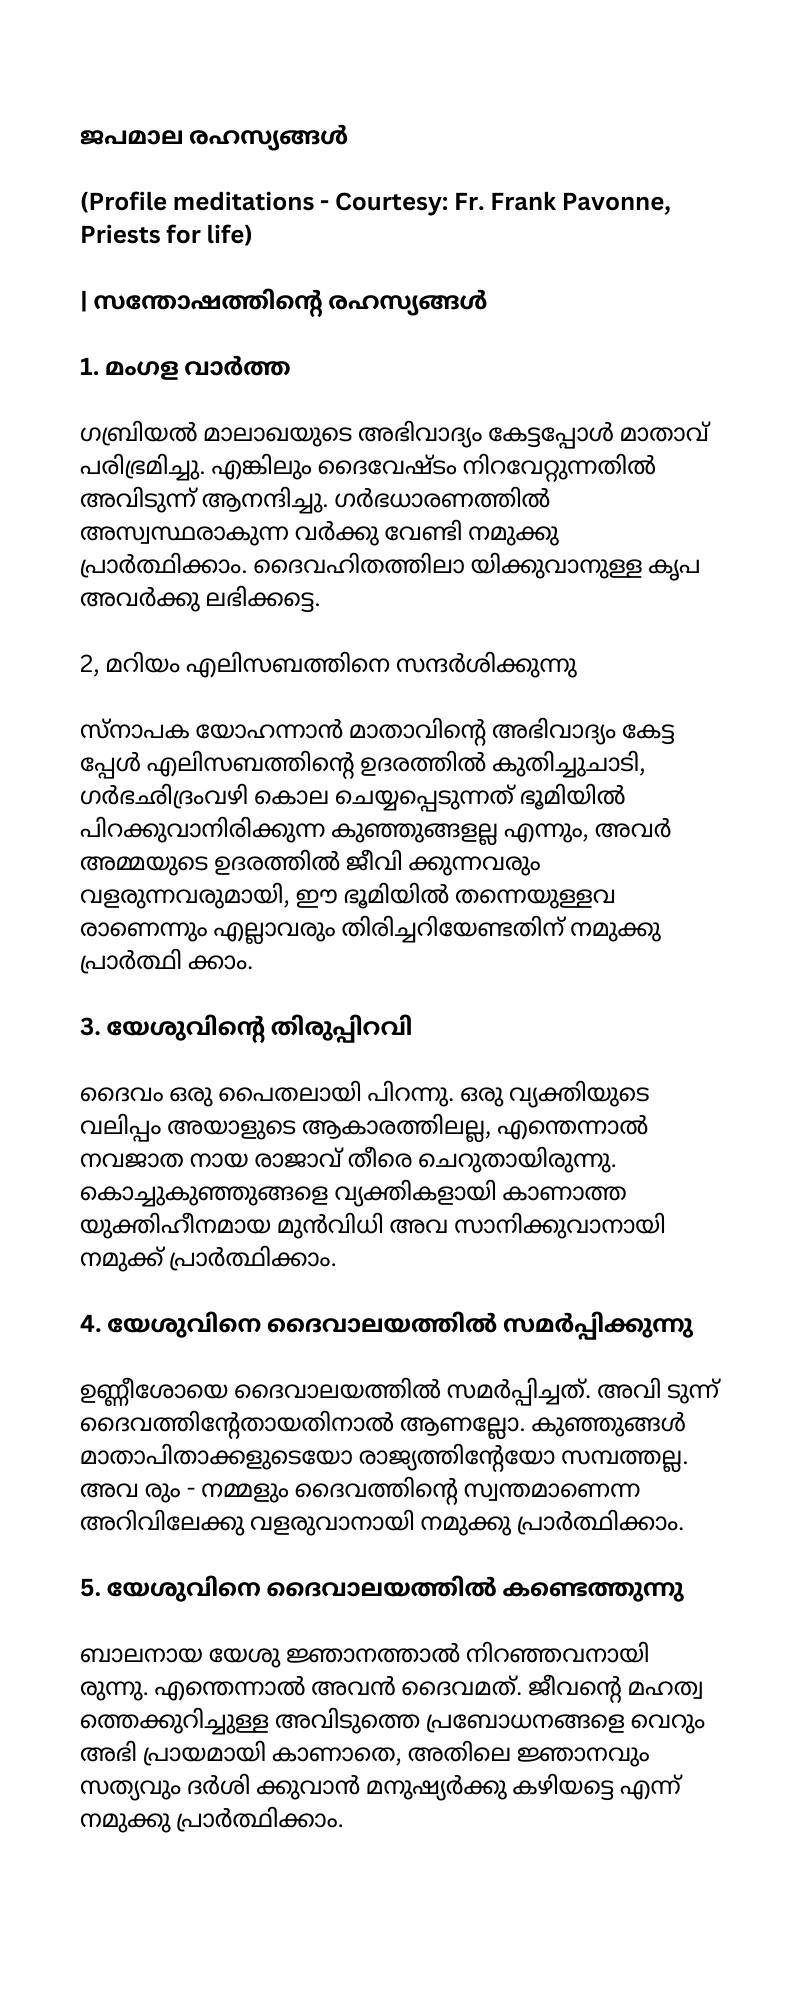 ജപമാല രഹസ്യങ്ങൾ
(Profile meditations - Courtesy: Fr. Frank Pavonne,
Priests for life)
| സന്തോഷത്തിന്റെ രഹസ്യങ്ങൾ
1. മംഗള വാർത്ത
ഗബ്രിയൽ മാലാഖയുടെ അഭിവാദ്യം കേട്ടപ്പോൾ മാതാവ്
പരിഭ്രമിച്ചു. എങ്കിലും ദൈവേഷ്ടം നിറവേറ്റുന്നതിൽ
അവിടുന്ന് ആനന്ദിച്ചു. ഗർഭധാരണത്തിൽ
അസ്വസ്ഥരാകുന്ന വർക്കു വേണ്ടി നമുക്കു
പ്രാർത്ഥിക്കാം. ദൈവഹിതത്തിലാ യിക്കുവാനുള്ള കൃപ
അവർക്കു ലഭിക്കട്ടെ.
2, മറിയം എലിസബത്തിനെ സന്ദർശിക്കുന്നു
സ്നാപക യോഹന്നാൻ മാതാവിന്റെ അഭിവാദ്യം കേട്ട
പ്പേൾ എലിസബത്തിന്റെ ഉദരത്തിൽ കുതിച്ചുചാടി,
ഗർഭഛിദ്രംവഴി കൊല ചെയ്യപ്പെടുന്നത് ഭൂമിയിൽ
പിറക്കുവാനിരിക്കുന്ന കുഞ്ഞുങ്ങളല്ല എന്നും, അവർ
അമ്മയുടെ ഉദരത്തിൽ ജീവി ക്കുന്നവരും
വളരുന്നവരുമായി, ഈ ഭൂമിയിൽ തന്നെയുള്ളവ
രാണെന്നും എല്ലാവരും തിരിച്ചറിയേണ്ടതിന് നമുക്കു
പ്രാർത്ഥി ക്കാം.
3. യേശുവിന്റെ തിരുപ്പിറവി
ദൈവം ഒരു പൈതലായി പിറന്നു. ഒരു വ്യക്തിയുടെ
വലിപ്പം അയാളുടെ ആകാരത്തിലല്ല, എന്തെന്നാൽ
നവജാത നായ രാജാവ് തീരെ ചെറുതായിരുന്നു.
കൊച്ചുകുഞ്ഞുങ്ങളെ വ്യക്തികളായി കാണാത്ത
യുക്തിഹീനമായ മുൻവിധി അവ സാനിക്കുവാനായി
നമുക്ക് പ്രാർത്ഥിക്കാം.
4. യേശുവിനെ ദൈവാലയത്തിൽ സമർപ്പിക്കുന്നു
ഉണ്ണീശോയെ ദൈവാലയത്തിൽ സമർപ്പിച്ചത്. അവി ടുന്ന്
ദൈവത്തിന്റേതായതിനാൽ ആണല്ലോ. കുഞ്ഞുങ്ങൾ
മാതാപിതാക്കളുടെയോ രാജ്യത്തിന്റേയോ സമ്പത്തല്ല.
അവ രും - നമ്മളും ദൈവത്തിന്റെ സ്വന്തമാണെന്ന
അറിവിലേക്കു വളരുവാനായി നമുക്കു പ്രാർത്ഥിക്കാം.
5. യേശുവിനെ ദൈവാലയത്തിൽ കണ്ടെത്തുന്നു
ബാലനായ യേശു ജ്ഞാനത്താൽ നിറഞ്ഞവനായി
രുന്നു. എന്തെന്നാൽ അവൻ ദൈവമത്. ജീവന്റെ മഹത്വ
ത്തെക്കുറിച്ചുള്ള അവിടുത്തെ പ്രബോധനങ്ങളെ വെറും
അഭി പ്രായമായി കാണാതെ, അതിലെ ജ്ഞാനവും
സത്യവും ദർശി ക്കുവാൻ മനുഷ്യർക്കു കഴിയട്ടെ എന്ന്
നമുക്കു പ്രാർത്ഥിക്കാം.